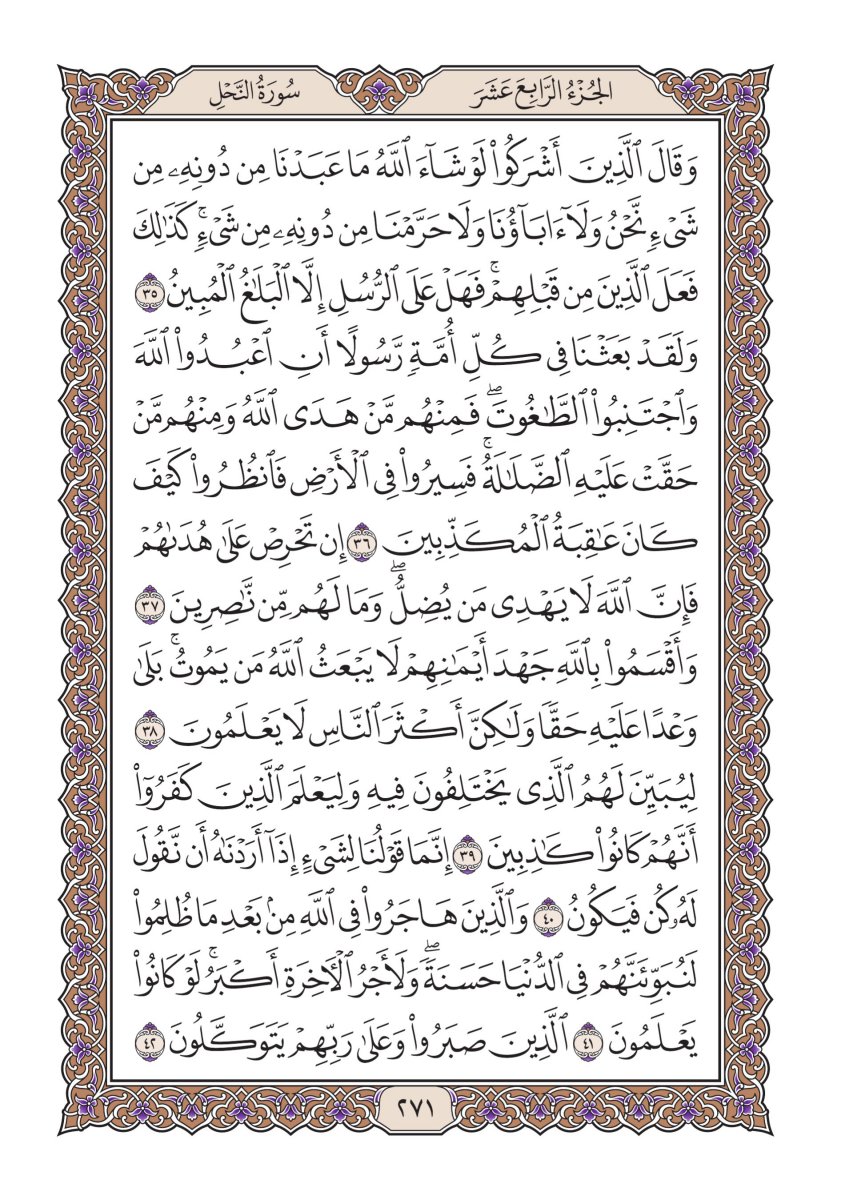 الجُزْءُ الرَّابِعَ عَشَرَ
سُورَةُ النَّحْلِ
وَقَالَ ٱلَّذِينَ أَشْرَكُوا۟ لَوْ شَآءَ ٱللَّهُ مَا عَبَدْنَا مِن دُونِهِۦ مِن
شَىْءٍ نَّحْنُ وَلَآ ءَابَآؤُنَا وَلَا حَرَّمْنَا مِن دُونِهِۦ مِن شَىْءٍ ۚ كَذَٰلِكَ
فَعَلَ ٱلَّذِينَ مِن قَبْلِهِمْ ۚ فَهَلْ عَلَى ٱلرُّسُلِ إِلَّا ٱلْبَلَٰغُ ٱلْمُبِينُ ٣٥
وَلَقَدْ بَعَثْنَا فِى كُلِّ أُمَّةٍ رَّسُولًا أَنِ ٱعْبُدُوا۟ ٱللَّهَ
وَٱجْتَنِبُوا۟ ٱلطَّٰغُوتَ ۖ فَمِنْهُم مَّنْ هَدَى ٱللَّهُ وَمِنْهُم مَّنْ
حَقَّتْ عَلَيْهِ ٱلضَّلَٰلَةُ ۚ فَسِيرُوا۟ فِى ٱلْأَرْضِ فَٱنظُرُوا۟ كَيْفَ
كَانَ عَٰقِبَةُ ٱلْمُكَذِّبِينَ ٣٦ إِن تَحْرِصْ عَلَىٰ هُدَىٰهُمْ
فَإِنَّ ٱللَّهَ لَا يَهْدِى مَن يُضِلُّ ۖ وَمَا لَهُم مِّن نَّٰصِرِينَ ٣٧
وَأَقْسَمُوا۟ بِٱللَّهِ جَهْدَ أَيْمَٰنِهِمْ لَا يَبْعَثُ ٱللَّهُ مَن يَمُوتُ ۚ بَلَىٰ
وَعْدًا عَلَيْهِ حَقًّا وَلَٰكِنَّ أَكْثَرَ ٱلنَّاسِ لَا يَعْلَمُونَ ٣٨
لِيُبَيِّنَ لَهُمُ ٱلَّذِى يَخْتَلِفُونَ فِيهِ وَلِيَعْلَمَ ٱلَّذِينَ كَفَرُوٓا۟
أَنَّهُمْ كَانُوا۟ كَٰذِبِينَ ٣٩ إِنَّمَا قَوْلُنَا لِشَىْءٍ إِذَآ أَرَدْنَٰهُ أَن نَّقُولَ
لَهُۥ كُن فَيَكُونُ ٤٠ وَٱلَّذِينَ هَاجَرُوا۟ فِى ٱللَّهِ مِنۢ بَعْدِ مَا ظُلِمُوا۟
لَنُبَوِّئَنَّهُمْ فِى ٱلدُّنْيَا حَسَنَةً ۖ وَلَأَجْرُ ٱلْءَاخِرَةِ أَكْبَرُ ۚ لَوْ كَانُوا۟
يَعْلَمُونَ ٤١ ٱلَّذِينَ صَبَرُوا۟ وَعَلَىٰ رَبِّهِمْ يَتَوَكَّلُونَ ٤٢
٢٧١